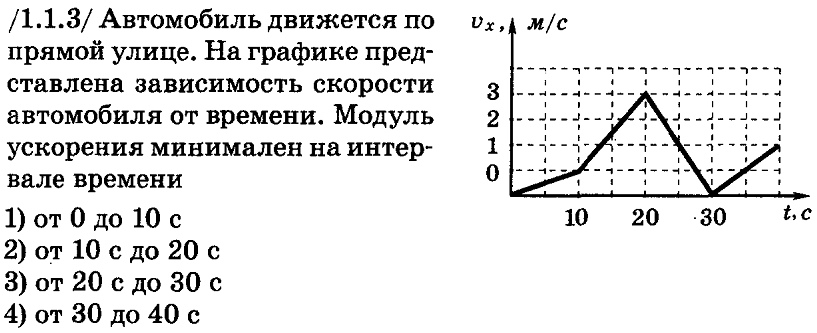 /1.1.3/ Автомобиль движется по
прямой улице. На графике пред-
ставлена зависимость скорости
автомобиля от времени. Модуль
ускорения минимален на интер-
вале времени
1) от 0 до 10 с
2) от 10 с до 20 с
3) от 20 с до 30 с
4) от 30 до 40 с
υx, м/с
3
2
1
0
10 20 30 t, с